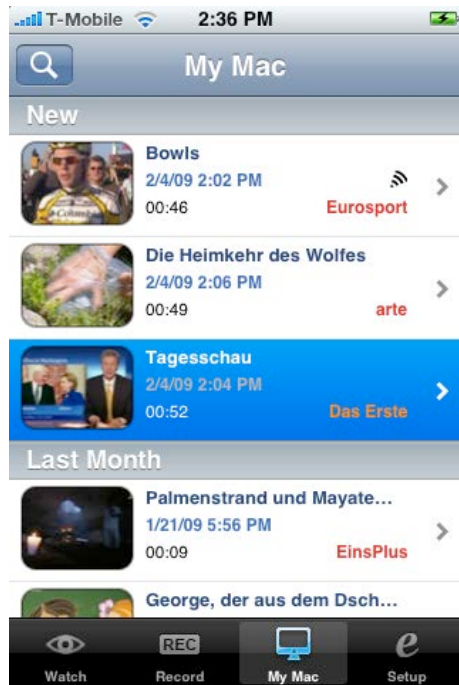 T-Mobile 2:36 PM
My Mac
New
Bowls
2/4/09 2:02 PM
00:46 Eurosport
Die Heimkehr des Wolfes
2/4/09 2:06 PM
00:49 arte
Tagesschau
2/4/09 2:04 PM
00:52 Das Erste
Last Month
Palmenstrand und Mayate...
1/21/09 5:56 PM
00:09 EinsPlus
George, der aus dem Dsch...
REC e
Watch Record My Mac Setup